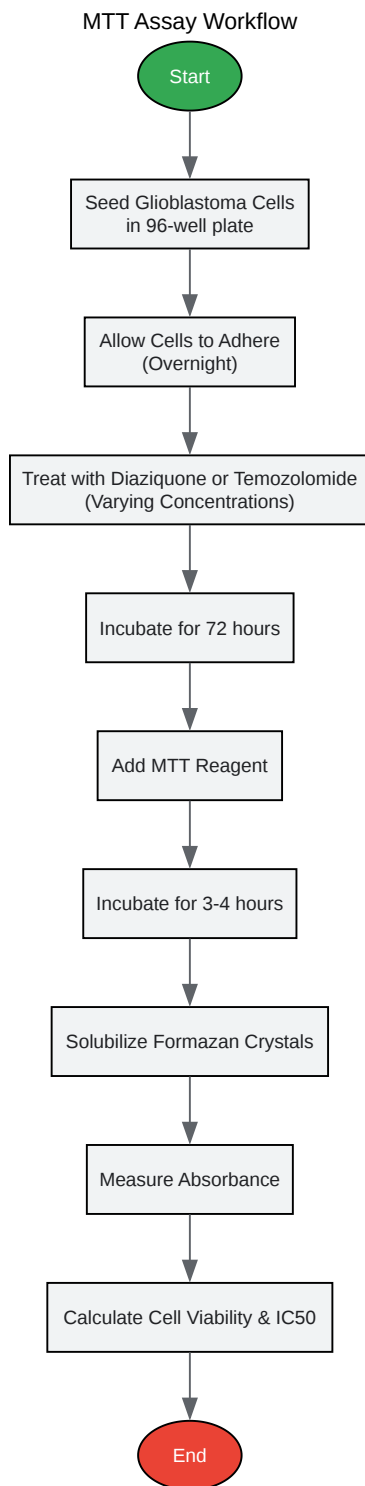 MTT Assay Workflow
Start
Seed Glioblastoma Cells
in 96-well plate
Allow Cells to Adhere
(Overnight)
Treat with Diaziquone or Temozolomide
(Varying Concentrations)
Incubate for 72 hours
Add MTT Reagent
Incubate for 3-4 hours
Solubilize Formazan Crystals
Measure Absorbance
Calculate Cell Viability & IC50
End